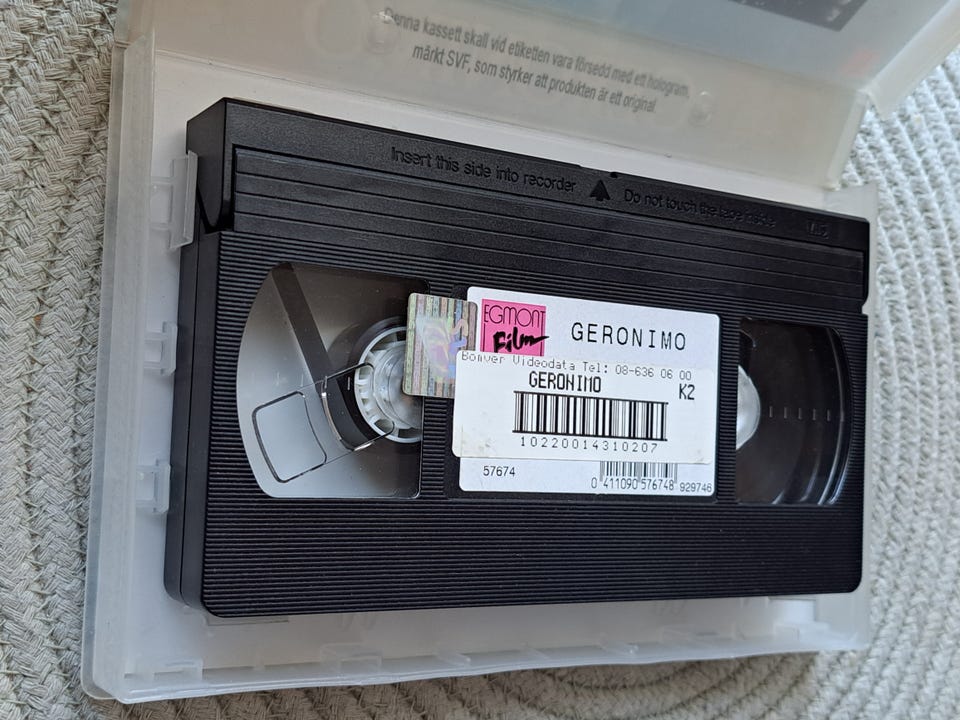 Denna kassett skall vid etiketten vara försedd med ett hologram,
märkt SVF, som styrker att produkten är ett original.
Insert this side into recorder
Do not touch the tape inside
VHS
EGMONT
Film
GERONIMO
Bonver Videodata Tel: 08-636 06 00
GERONIMO
K2
10220014310207
57674
0 411090 576748
929746